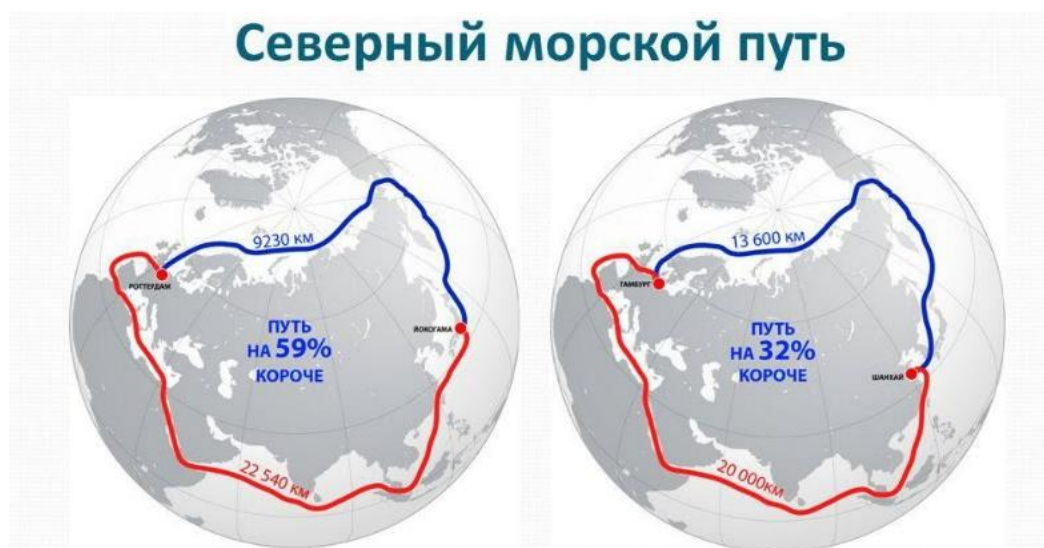 Северный морской путь
9230 км
РОТТЕРДАМ
ЙОКОГАМА
ПУТЬ
НА 59%
КОРОЧЕ
22 540 км
13 600 км
ГАМБУРГ
ШАНХАЙ
ПУТЬ
НА 32%
КОРОЧЕ
20 000км